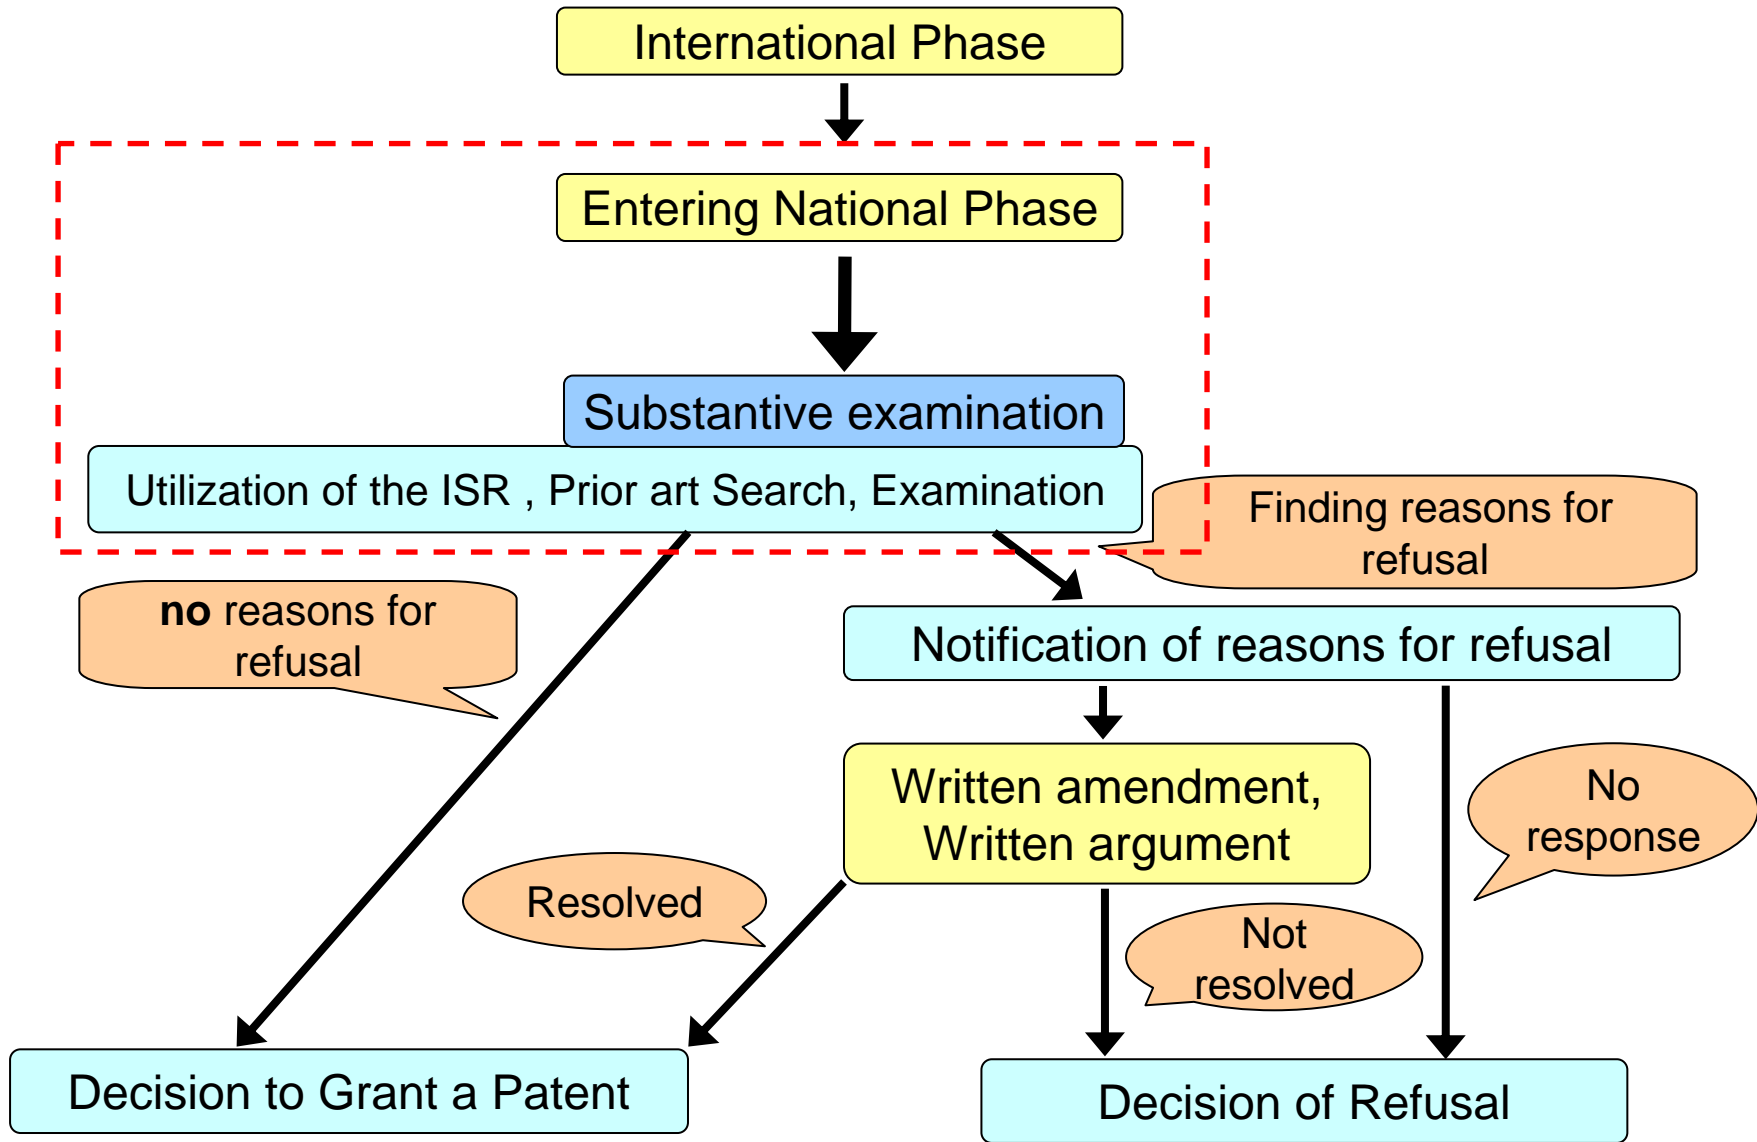 International Phase
Entering National Phase
Substantive examination
Utilization of the ISR , Prior art Search, Examination
Finding reasons for
refusal
no reasons for
refusal
Notification of reasons for refusal
Written amendment,
Written argument
No
response
Resolved
Not
resolved
Decision to Grant a Patent
Decision of Refusal